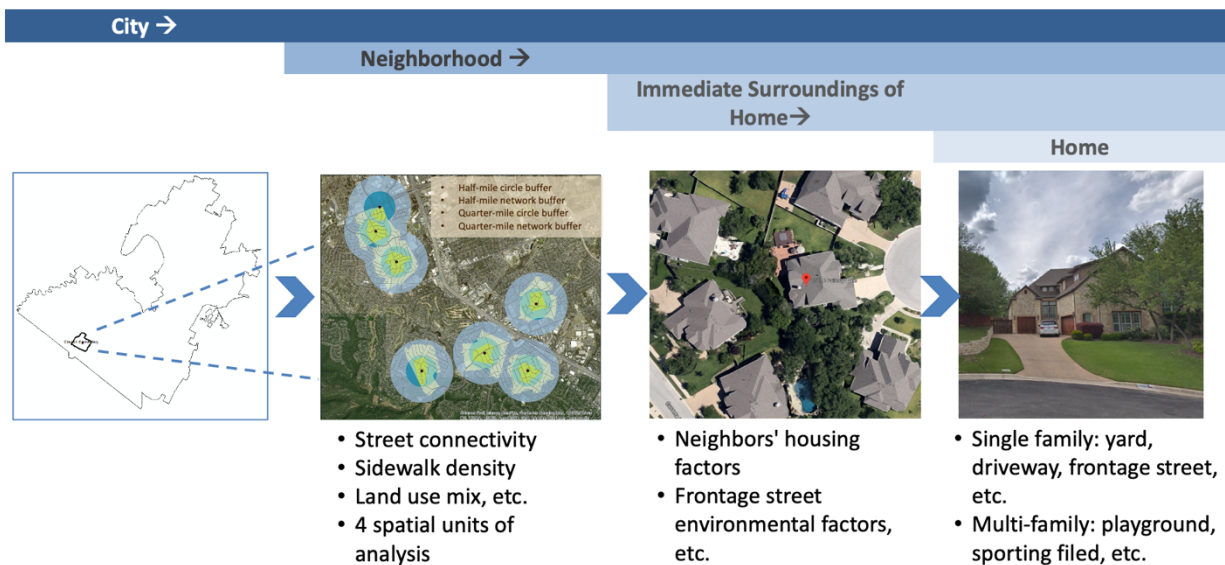 City →
Neighborhood →
Immediate Surroundings of
Home→
Home
• Half-mile circle buffer
• Half-mile network buffer
• Quarter-mile circle buffer
• Quarter-mile network buffer
• Street connectivity
• Sidewalk density
• Land use mix, etc.
• 4 spatial units of
analysis
• Neighbors' housing
factors
• Frontage street
environmental factors,
etc.
• Single family: yard,
driveway, frontage street,
etc.
• Multi-family: playground,
sporting filed, etc.